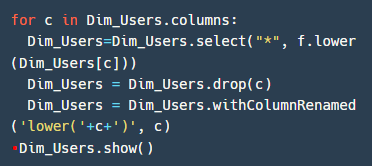 for c in Dim_Users.columns:
  Dim_Users=Dim_Users.select("*", f.lower
(Dim_Users[c]))
  Dim_Users = Dim_Users.drop(c)
  Dim_Users = Dim_Users.withColumnRenamed
('lower('+c+')', c)
Dim_Users.show()